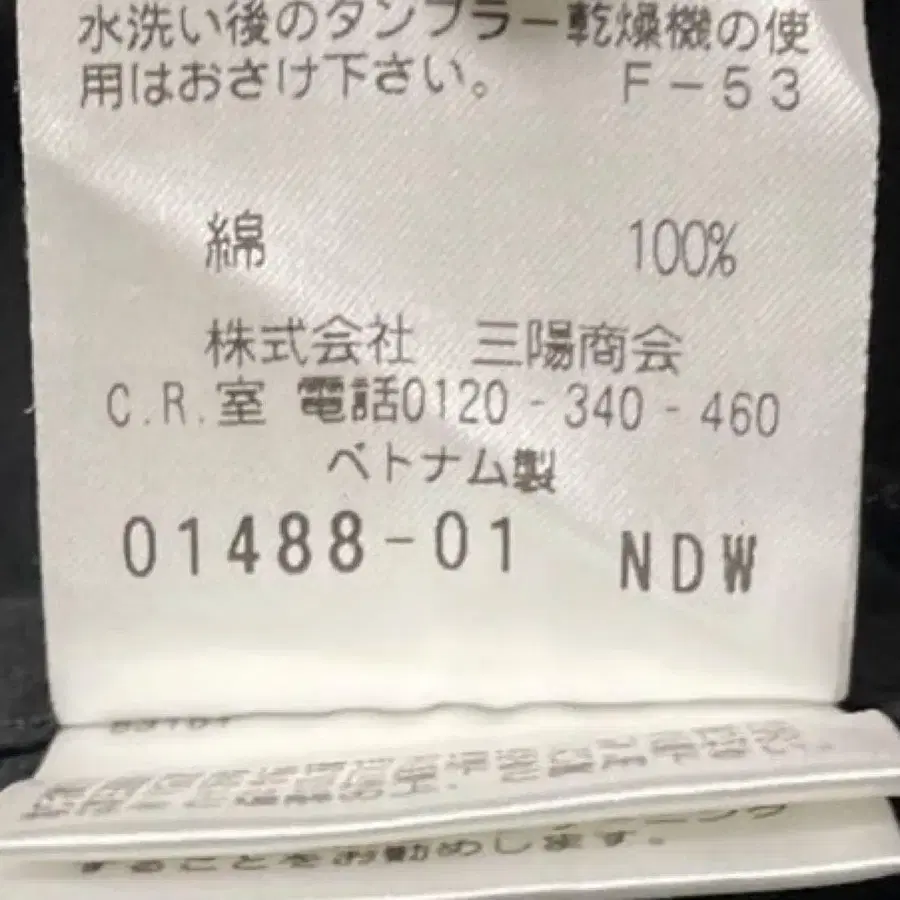 水洗い後のタンブラー乾燥機の使
用はおさけ下さい。 F-53
綿 100%
株式会社 三陽商会
C.R.室 電話0120-340-460
ベトナム製
01488-01 NDW
することをお勧めします。